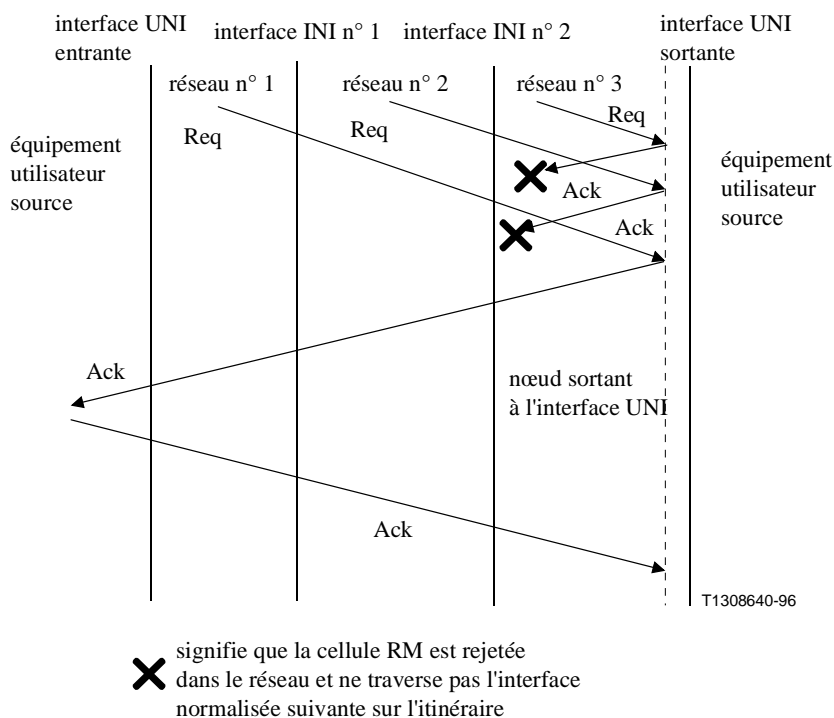 interface UNI
entrante
interface INI n° 1
interface INI n° 2
interface UNI
sortante
réseau n° 1
réseau n° 2
réseau n° 3
Req
Req
Req
équipement
utilisateur
source
équipement
utilisateur
source
Ack
Ack
Ack
nœud sortant
à l'interface UNI
Ack
T1308640-96
signifie que la cellule RM est rejetée
dans le réseau et ne traverse pas l'interface
normalisée suivante sur l'itinéraire